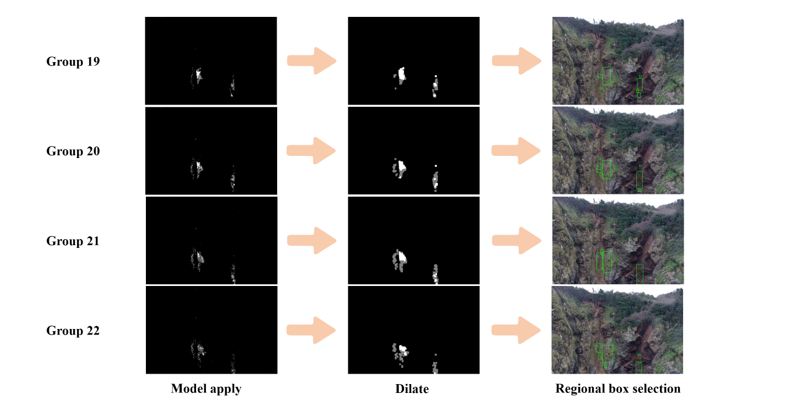 Group 19
Group 20
Group 21
Group 22
Model apply
Dilate
Regional box selection